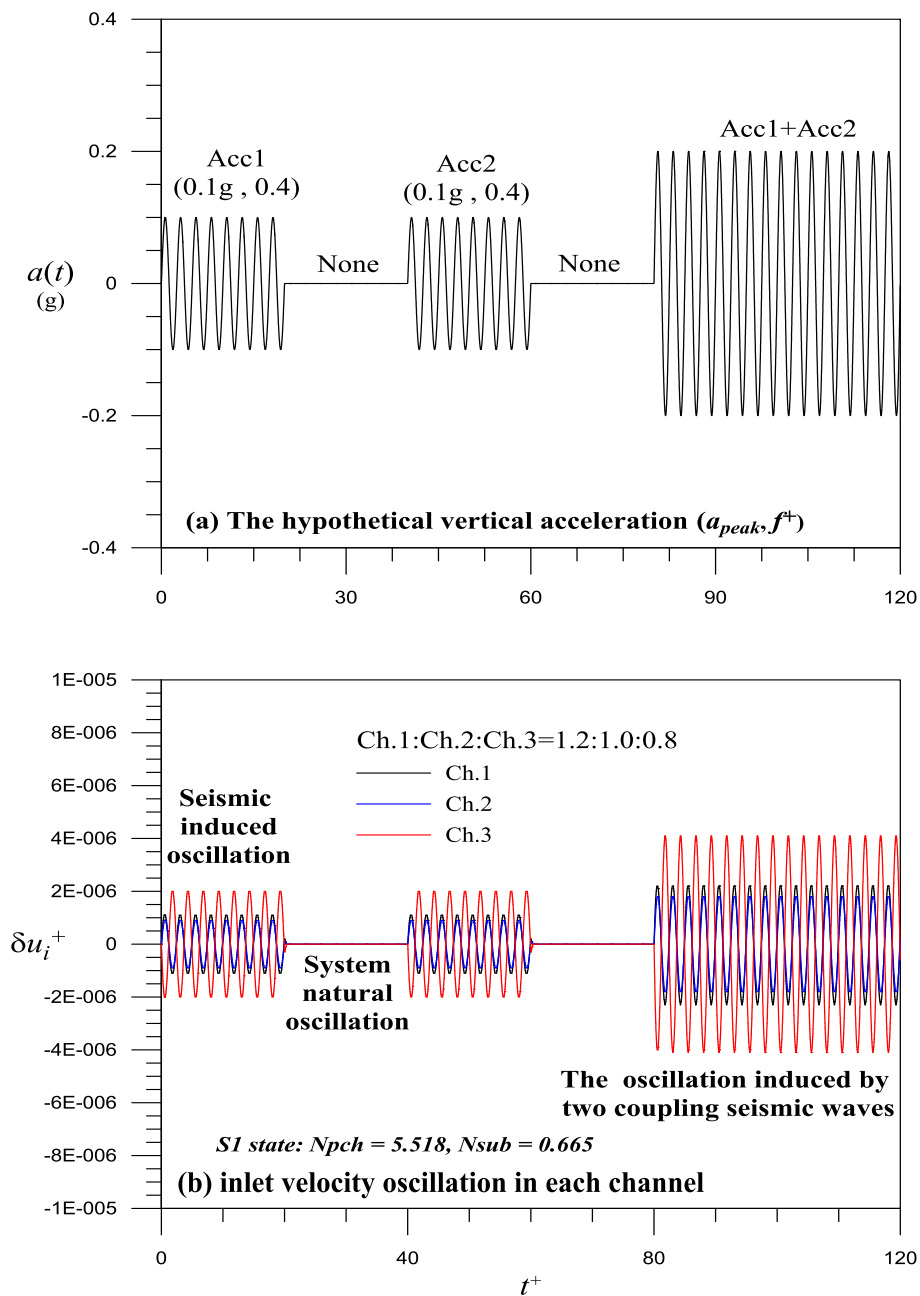 0.4
0.2
0
-0.2
-0.4
a(t)
(g)
Acc1
(0.1g , 0.4)
None
Acc2
(0.1g , 0.4)
None
Acc1+Acc2
(a) The hypothetical vertical acceleration (apeak, f+)
0 30 60 90 120
1E-005
8E-006
6E-006
4E-006
2E-006
0
-2E-006
-4E-006
-6E-006
-8E-006
-1E-005
δui+
Ch.1:Ch.2:Ch.3=1.2:1.0:0.8
Ch.1
Ch.2
Ch.3
Seismic
induced
oscillation
System
natural
oscillation
The oscillation induced by
two coupling seismic waves
S1 state: Npch = 5.518, Nsub = 0.665
(b) inlet velocity oscillation in each channel
0 40 80 120
t+